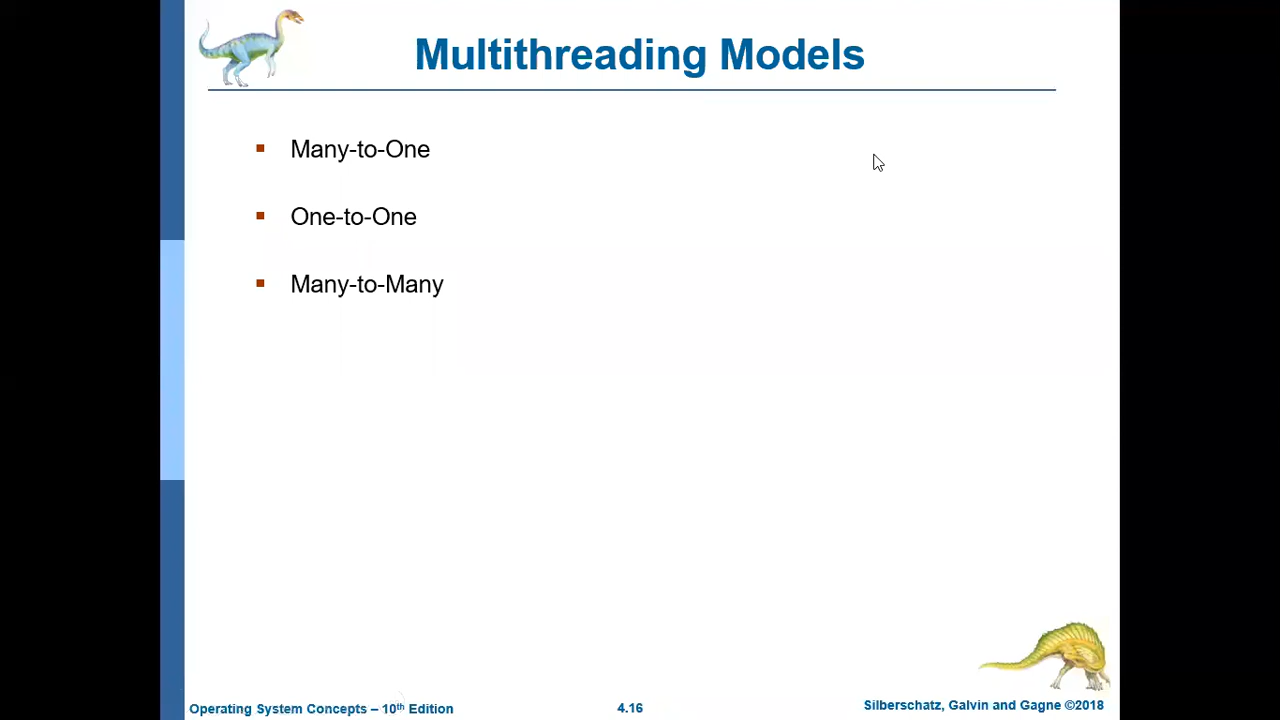 Multithreading Models
▪ Many-to-One
▪ One-to-One
▪ Many-to-Many
Operating System Concepts – 10th Edition
4.16
Silberschatz, Galvin and Gagne ©2018